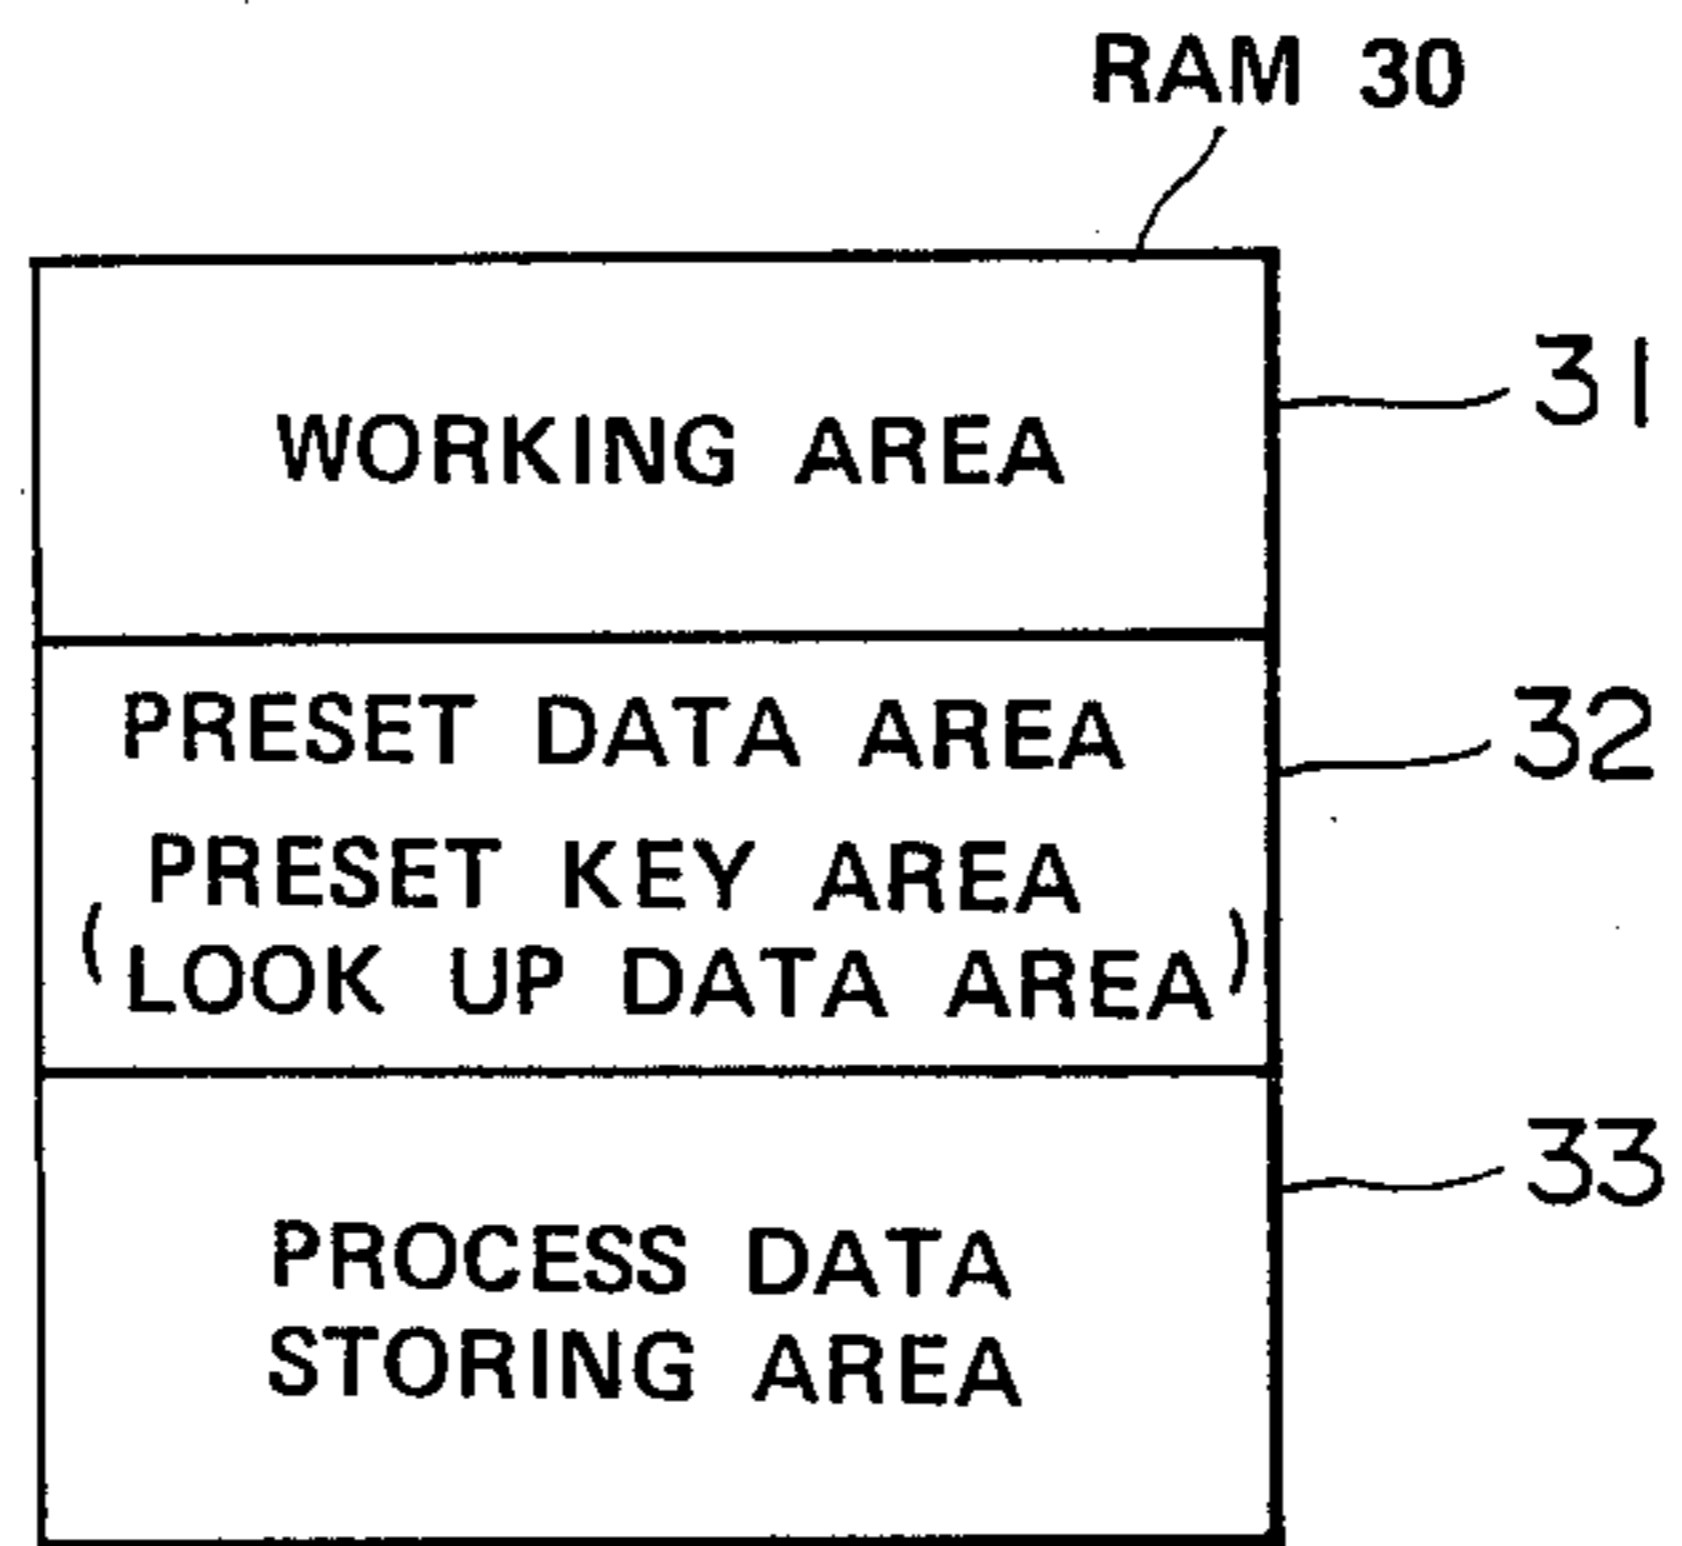 RAM 30
WORKING AREA
31
PRESET DATA AREA
32
(PRESET KEY AREA
LOOK UP DATA AREA)
PROCESS DATA
33
STORING AREA